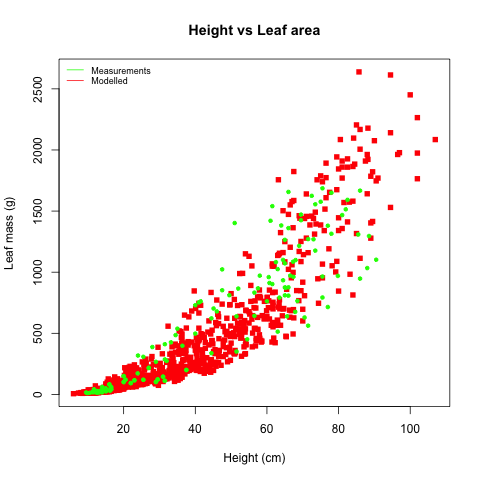 Height vs Leaf area
Measurements
Modelled
Leaf mass (g)
2500
2000
1500
1000
500
0
20 40 60 80 100
Height (cm)